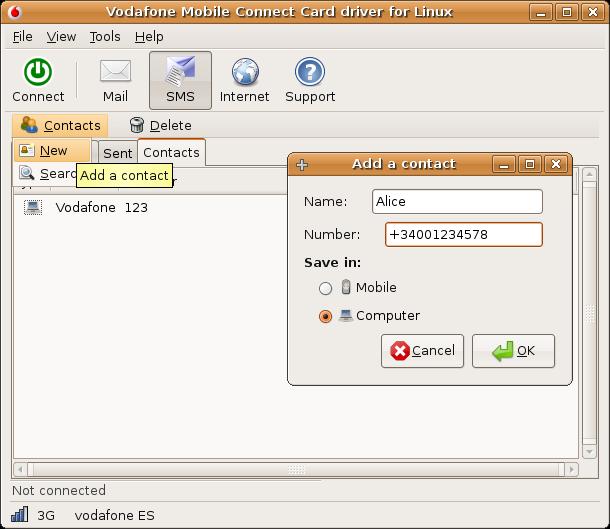 Vodafone Mobile Connect Card driver for Linux
File View Tools Help
Connect Mail SMS Internet Support
Contacts Delete
New
Sent Contacts
Add a contact
Vodafone 123
Add a contact
Name: Alice
Number: +34001234578
Save in:
Mobile
Computer
Cancel OK
Not connected
3G vodafone ES